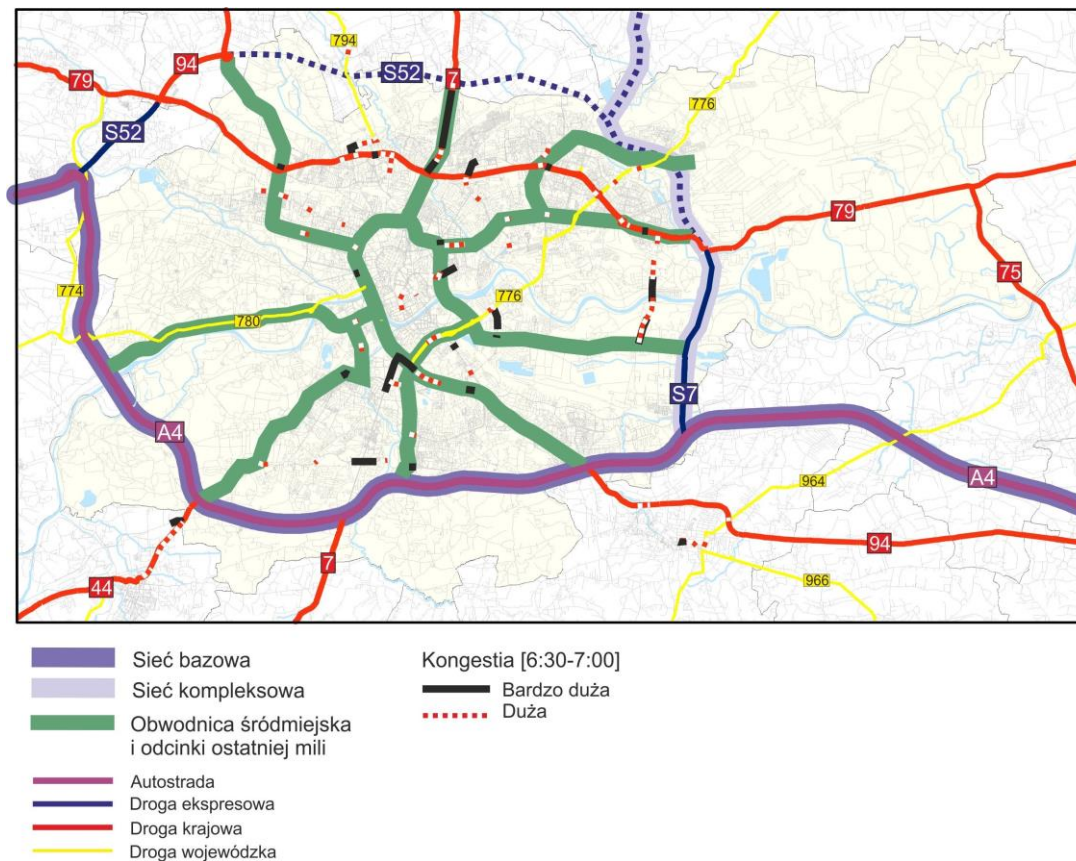 794
94
S52
7
79
776
S52
79
75
774
776
780
S7
A4
964
A4
94
7
44
966
Sieć bazowa
Sieć kompleksowa
Obwodnica śródmiejska
i odcinki ostatniej mili
Autostrada
Droga ekspresowa
Droga krajowa
Droga wojewódzka
Kongestia [6:30-7:00]
Bardzo duża
Duża